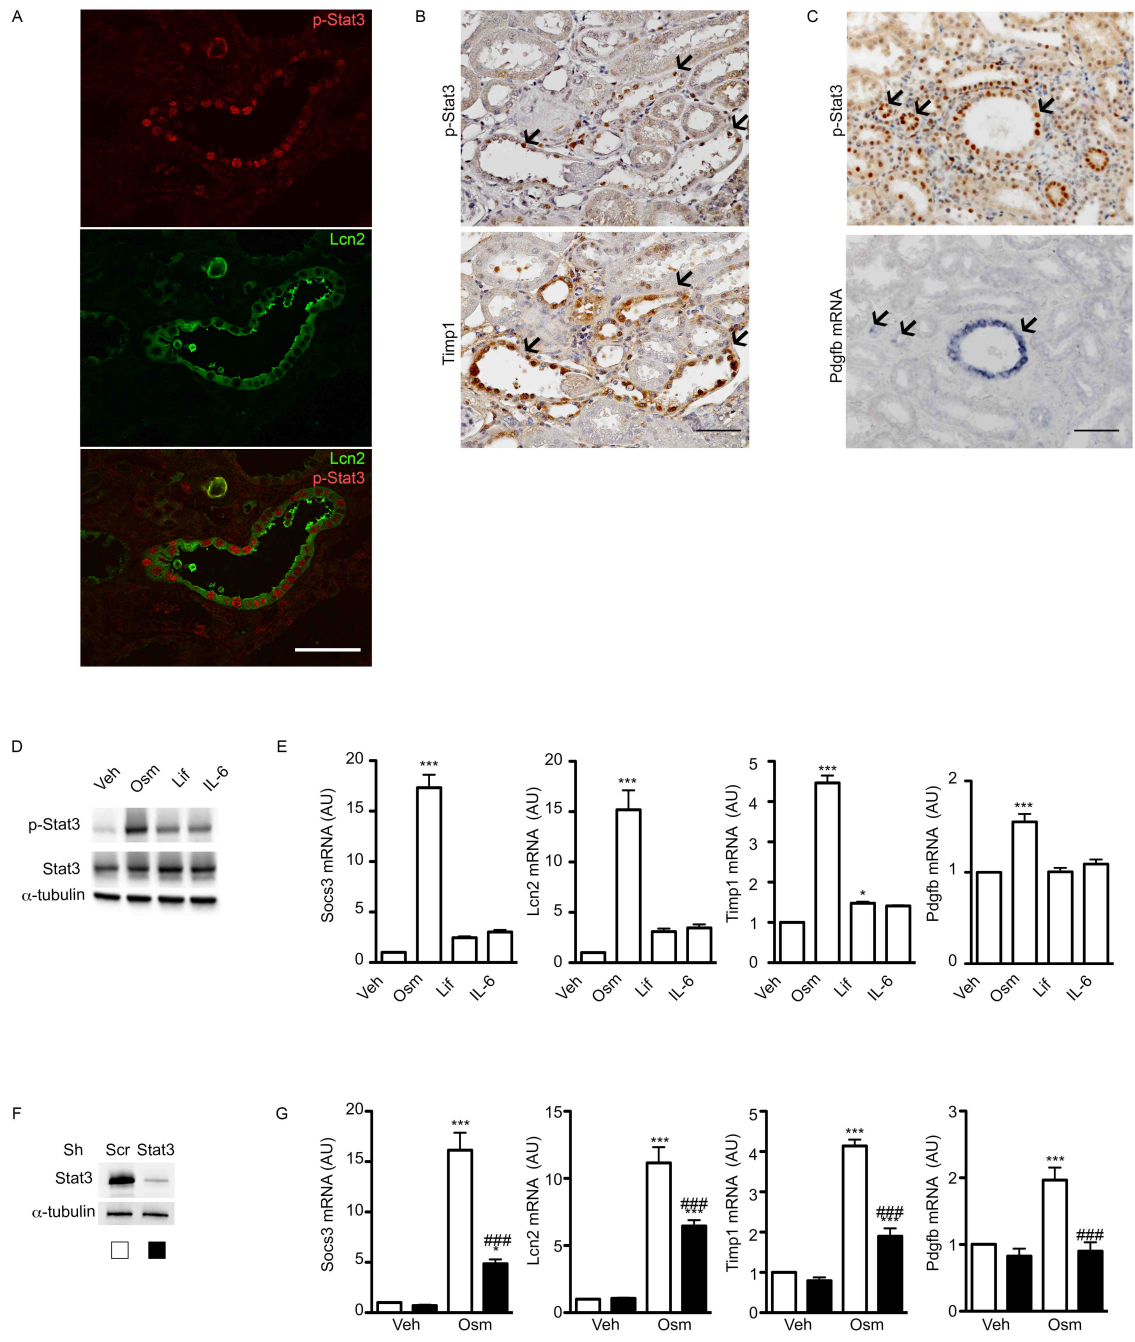 A
p-Stat3
Lcn2
Lcn2
p-Stat3
B
p-Stat3
Timp1
C
p-Stat3
Pdgfb mRNA
D
Veh Osm Lif IL-6
p-Stat3
Stat3
α-tubulin
E
Socs3 mRNA (AU)
20
15
10
5
0
***
Veh Osm Lif IL-6
Lcn2 mRNA (AU)
20
15
10
5
0
***
Veh Osm Lif IL-6
Timp1 mRNA (AU)
5
4
3
2
1
0
***
*
Veh Osm Lif IL-6
Pdgfb mRNA (AU)
2
1
0
***
Veh Osm Lif IL-6
F
Sh Scr Stat3
Stat3
α-tubulin
G
Socs3 mRNA (AU)
20
15
10
5
0
***
###
*
Veh Osm
Lcn2 mRNA (AU)
15
10
5
0
***
###
***
Veh Osm
Timp1 mRNA (AU)
5
4
3
2
1
0
***
###
***
Veh Osm
Pdgfb mRNA (AU)
3
2
1
0
***
###
Veh Osm